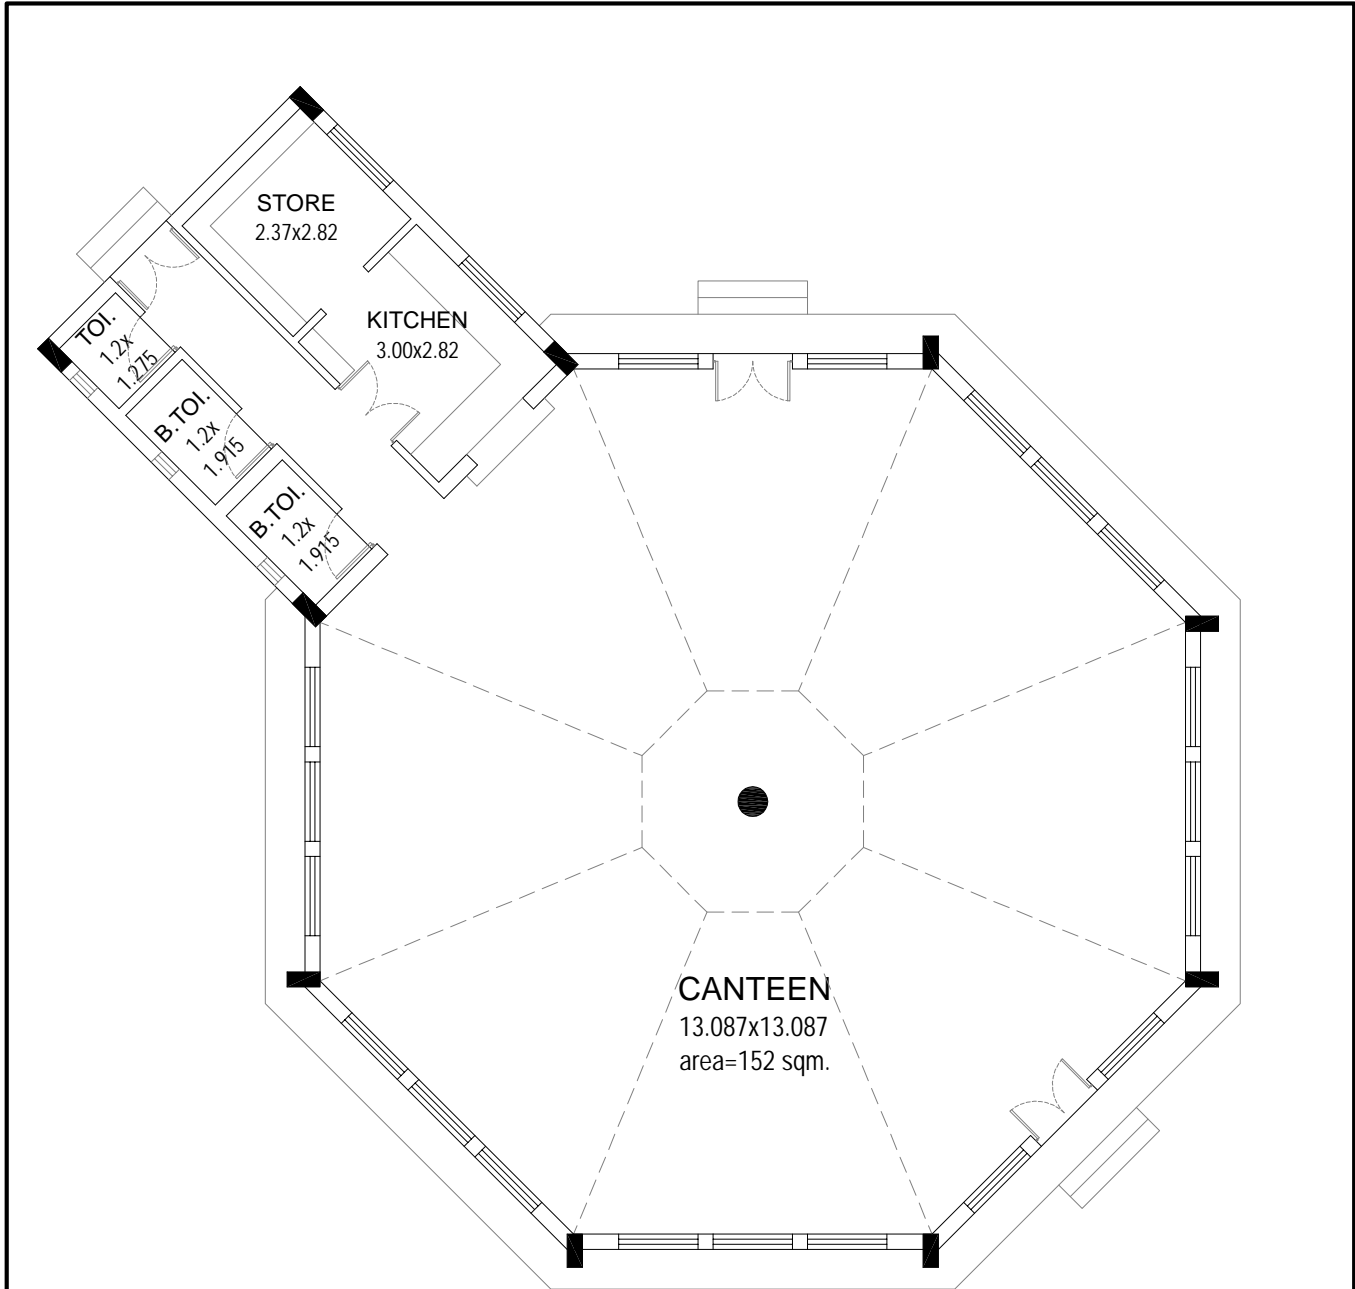 STORE
2.37x2.82
KITCHEN
3.00x2.82
TOI.
1.2x
1.275
B.TOI.
1.2x
1.915
B.TOI.
1.2x
1.915
CANTEEN
13.087x13.087
area=152 sqm.